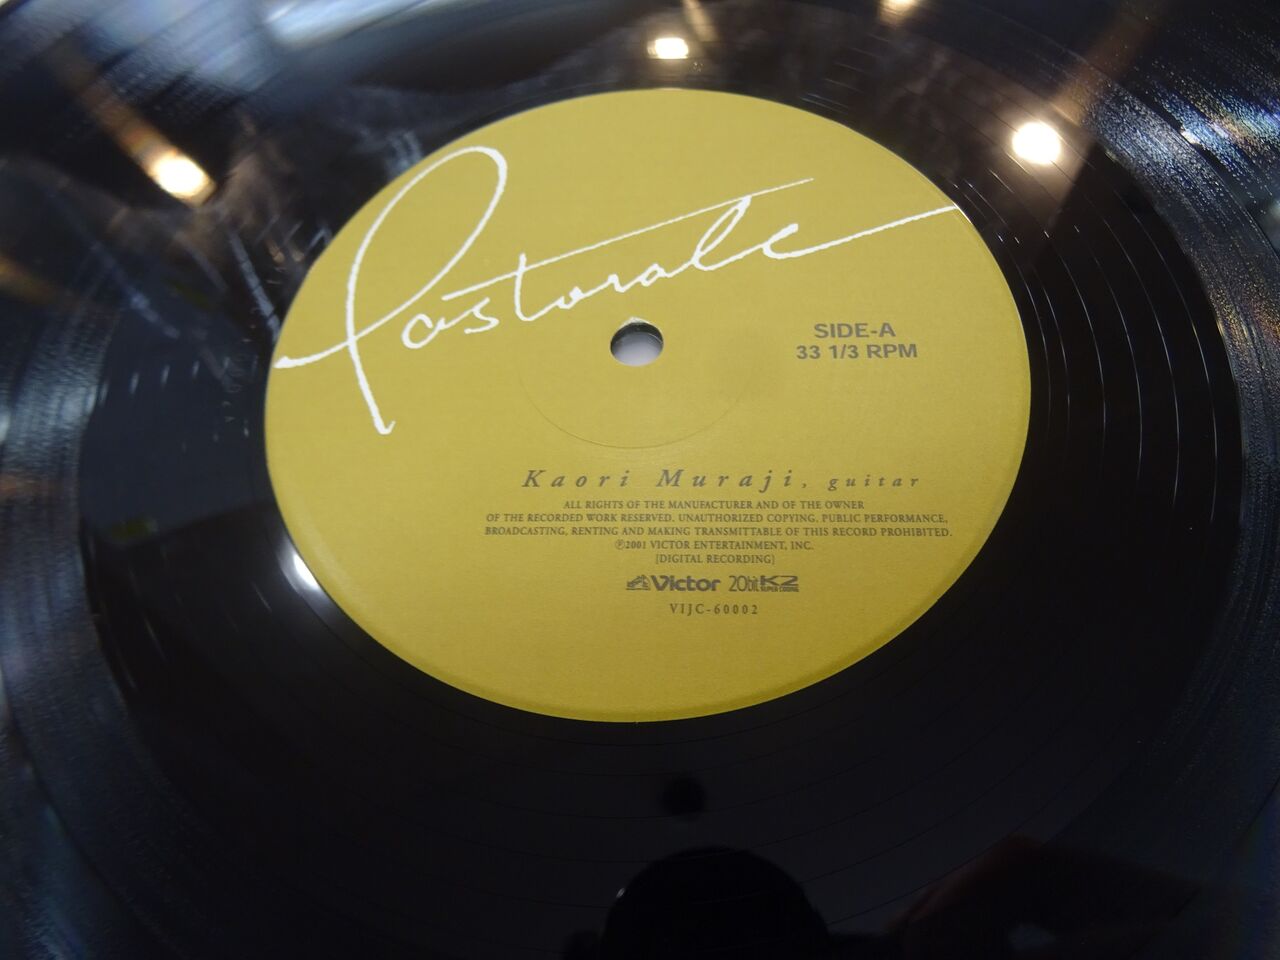 Pastorale
SIDE-A
33 1/3 RPM
Kaori Muraji, guitar
ALL RIGHTS OF THE MANUFACTURER AND OF THE OWNER
OF THE RECORDED WORK RESERVED. UNAUTHORIZED COPYING, PUBLIC PERFORMANCE,
BROADCASTING, RENTING AND MAKING TRANSMITTABLE OF THIS RECORD PROHIBITED.
℗2001 VICTOR ENTERTAINMENT, INC.
[DIGITAL RECORDING]
Victor 20bit K2 SUPER CODING
VIJC-60002